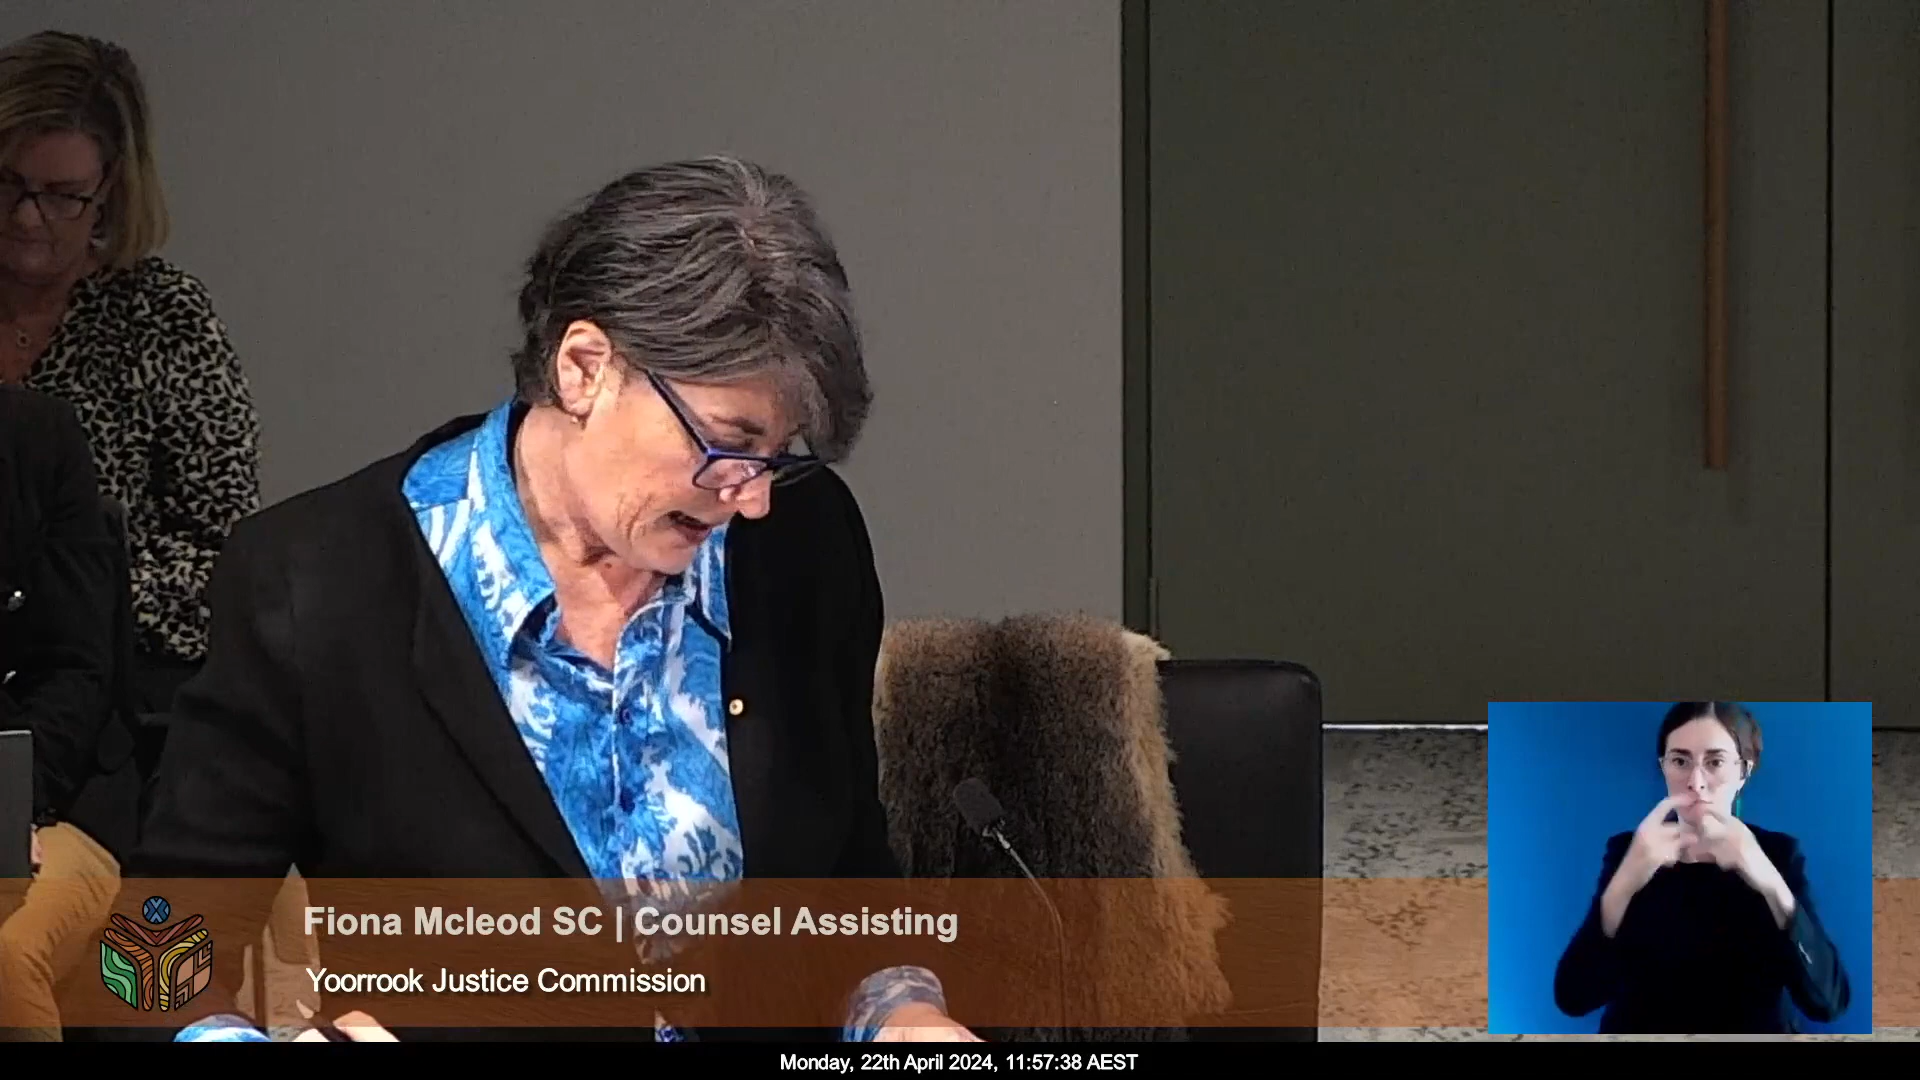 Fiona Mcleod SC | Counsel Assisting
Yoorrook Justice Commission
Monday, 22th April 2024, 11:57:38 AEST